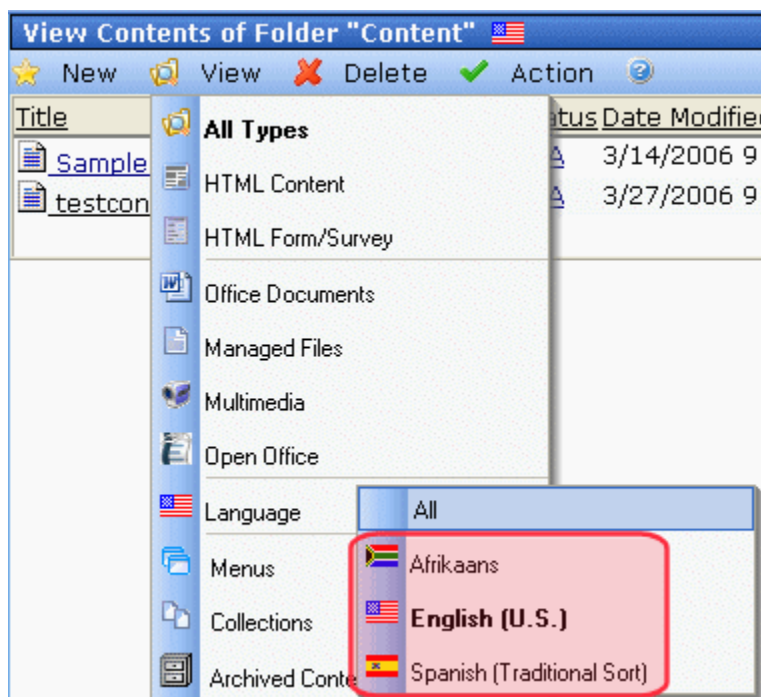 View Contents of Folder "Content"
New View Delete Action
Title tus Date Modified
Sample A 3/14/2006 9
testcon A 3/27/2006 9
All Types
HTML Content
HTML Form/Survey
Office Documents
Managed Files
Multimedia
Open Office
Language
Menus
Collections
Archived Conte
All
Afrikaans
English (U.S.)
Spanish (Traditional Sort)